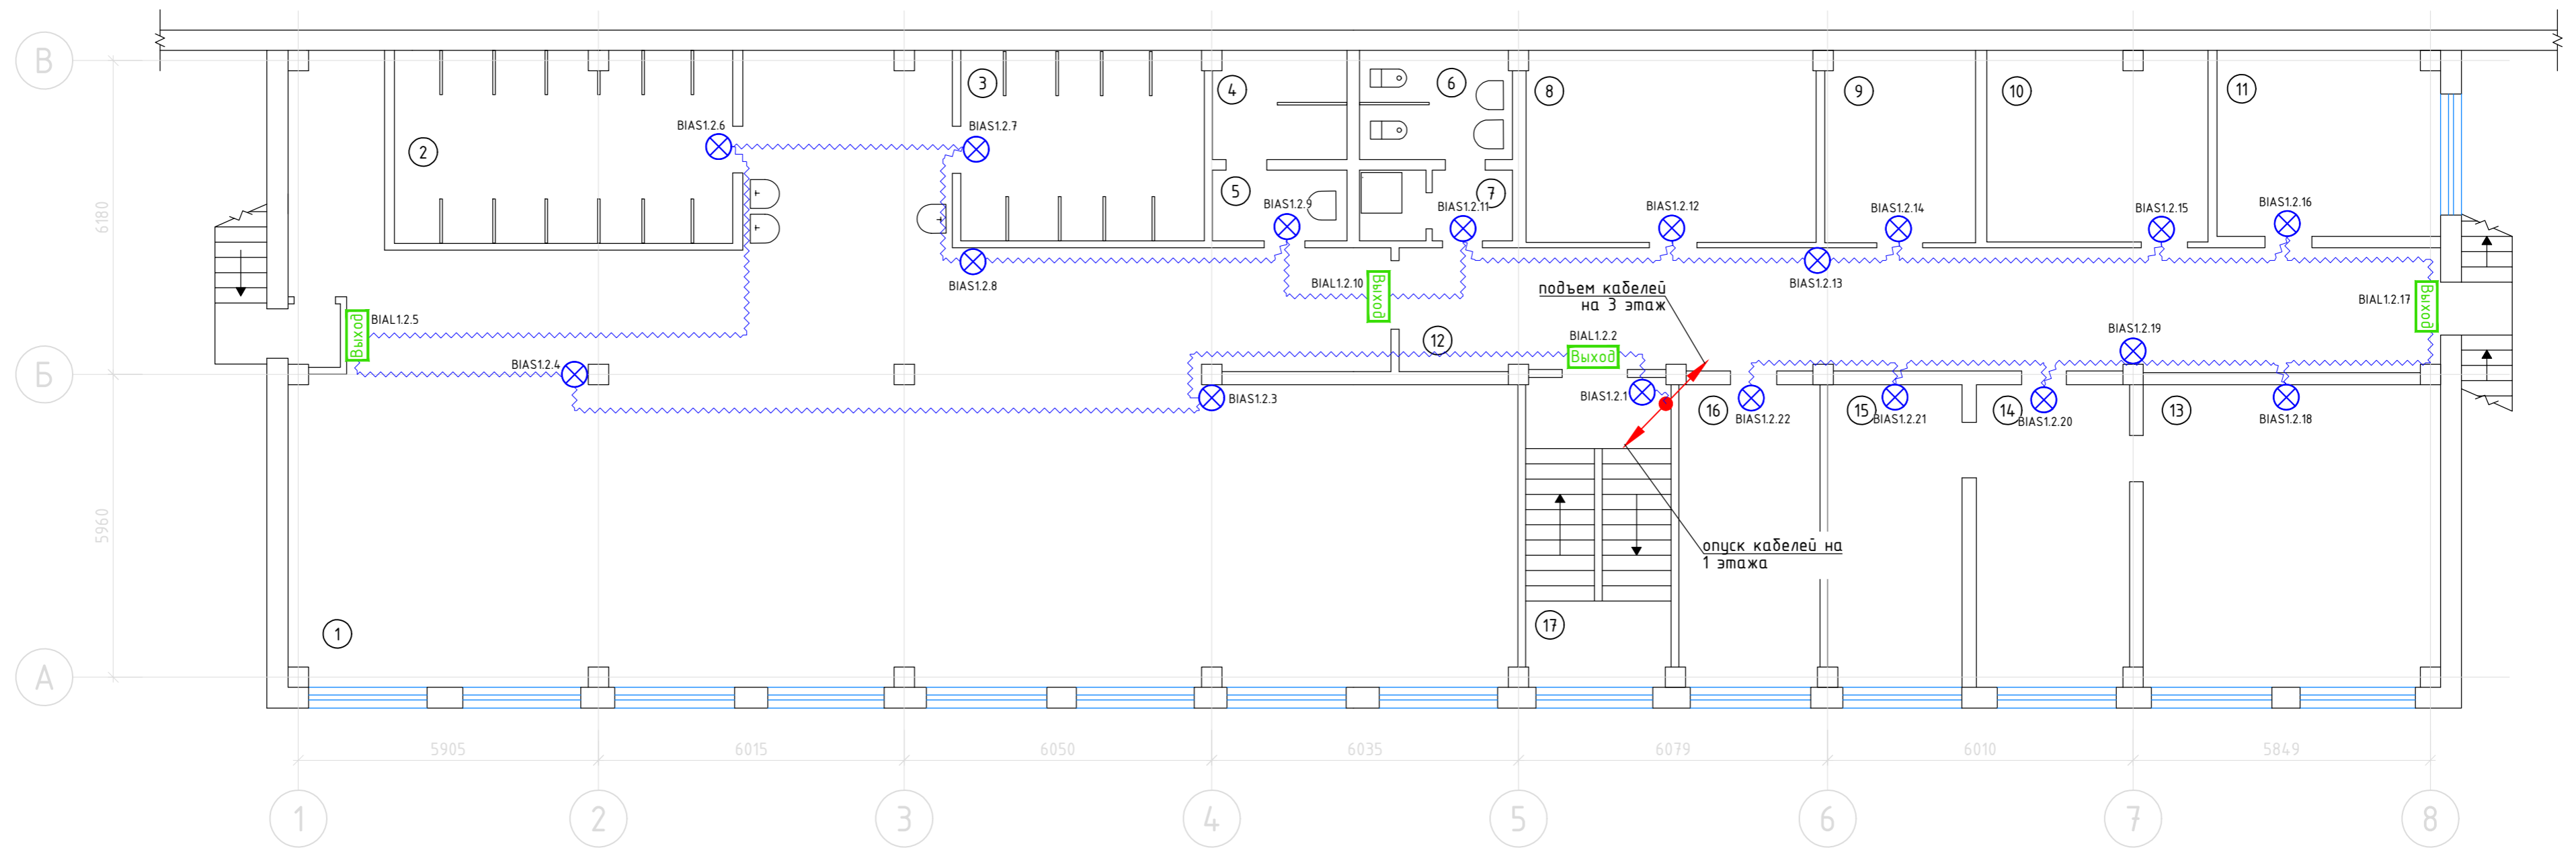 В
3
4
6
8
9
10
11
BIAS1.2.6
BIAS1.2.7
2
5
7
6180
BIAS1.2.9
BIAS1.2.11
BIAS1.2.12
BIAS1.2.14
BIAS1.2.15
BIAS1.2.16
BIAS1.2.8
BIAL1.2.10
Выход
BIAS1.2.13
подъем кабелей
на 3 этаж
BIAL1.2.17
Выход
BIAL1.2.5
Выход
12
BIAL1.2.2
Выход
BIAS1.2.19
Б
BIAS1.2.4
BIAS1.2.3
BIAS1.2.1
16
BIAS1.2.22
15
BIAS1.2.21
14
BIAS1.2.20
13
BIAS1.2.18
5960
опуск кабелей на
1 этажа
1
17
А
5905
6015
6050
6035
6079
6010
5849
1
2
3
4
5
6
7
8